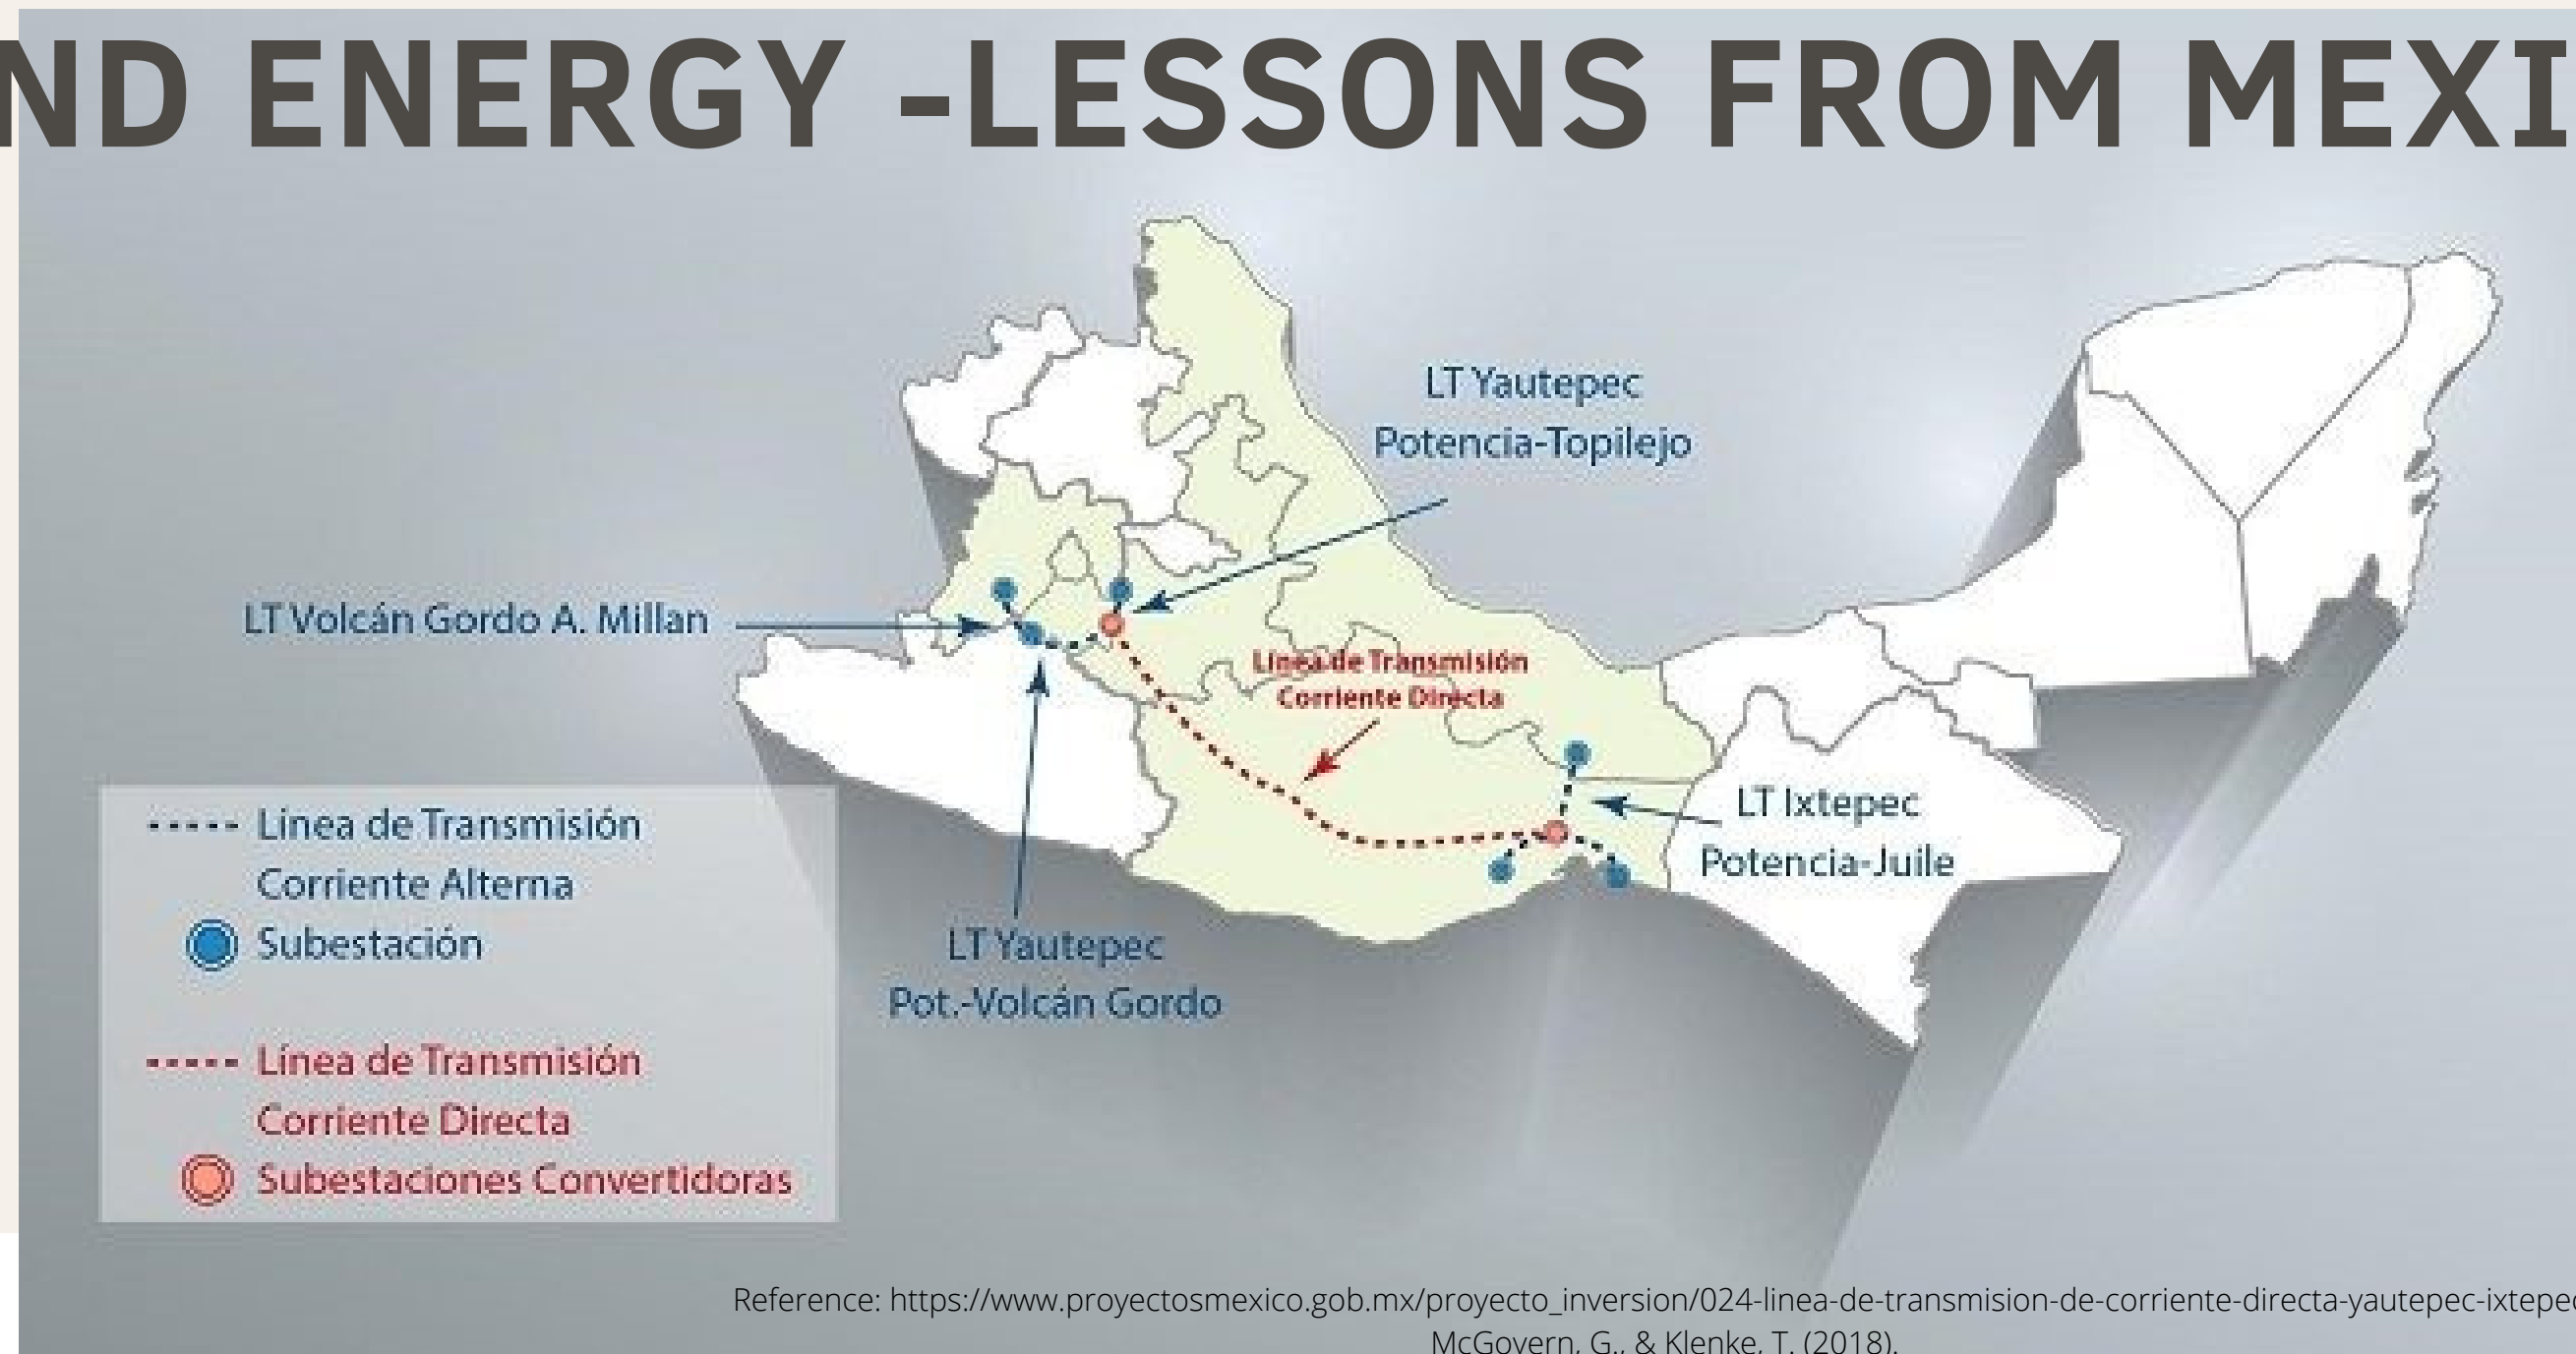 ND ENERGY -LESSONS FROM MEXI
LT Yautepec
Potencia-Topilejo
LT Volcán Gordo A. Millan
Línea de Transmisión
Corriente Directa
LT Ixtepec
Potencia-Juile
LT Yautepec
Pot.-Volcán Gordo
Línea de Transmisión
Corriente Alterna
Subestación
Línea de Transmisión
Corriente Directa
Subestaciones Convertidoras
Reference: https://www.proyectosmexico.gob.mx/proyecto_inversion/024-linea-de-transmision-de-corriente-directa-yautepec-ixtepec
McGovern, G., & Klenke, T. (2018).